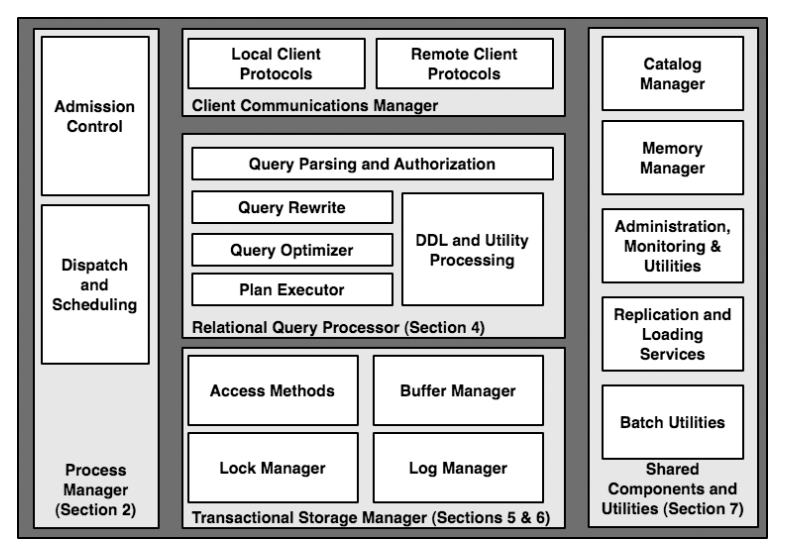 Admission
Control
Dispatch
and
Scheduling
Process
Manager
(Section 2)
Local Client
Protocols
Remote Client
Protocols
Client Communications Manager
Query Parsing and Authorization
Query Rewrite
Query Optimizer
Plan Executor
DDL and Utility
Processing
Relational Query Processor (Section 4)
Access Methods
Buffer Manager
Lock Manager
Log Manager
Transactional Storage Manager (Sections 5 & 6)
Catalog
Manager
Memory
Manager
Administration,
Monitoring &
Utilities
Replication and
Loading
Services
Batch Utilities
Shared
Components and
Utilities (Section 7)